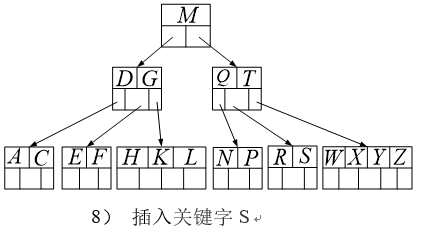 M
D G Q T
A C E F H K L N P R S W X Y Z
8） 插入关键字 S